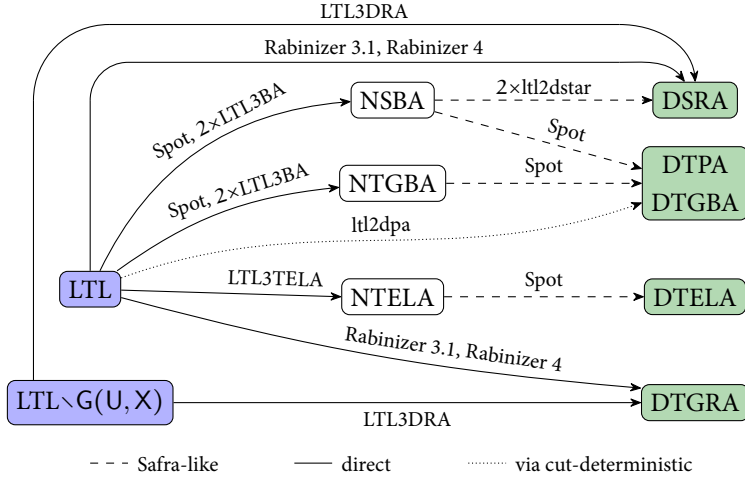 LTL3DRA
Rabinizer 3.1, Rabinizer 4
Spot, 2×LTL3BA
NSBA
2×ltl2dstar
DSRA
Spot
Spot, 2×LTL3BA
NTGBA
Spot
DTPA
DTGBA
ltl2dpa
LTL
LTL3TELA
NTELA
Spot
DTELA
Rabinizer 3.1, Rabinizer 4
LTL∖G(U, X)
LTL3DRA
DTGRA
Safra-like
direct
via cut-deterministic